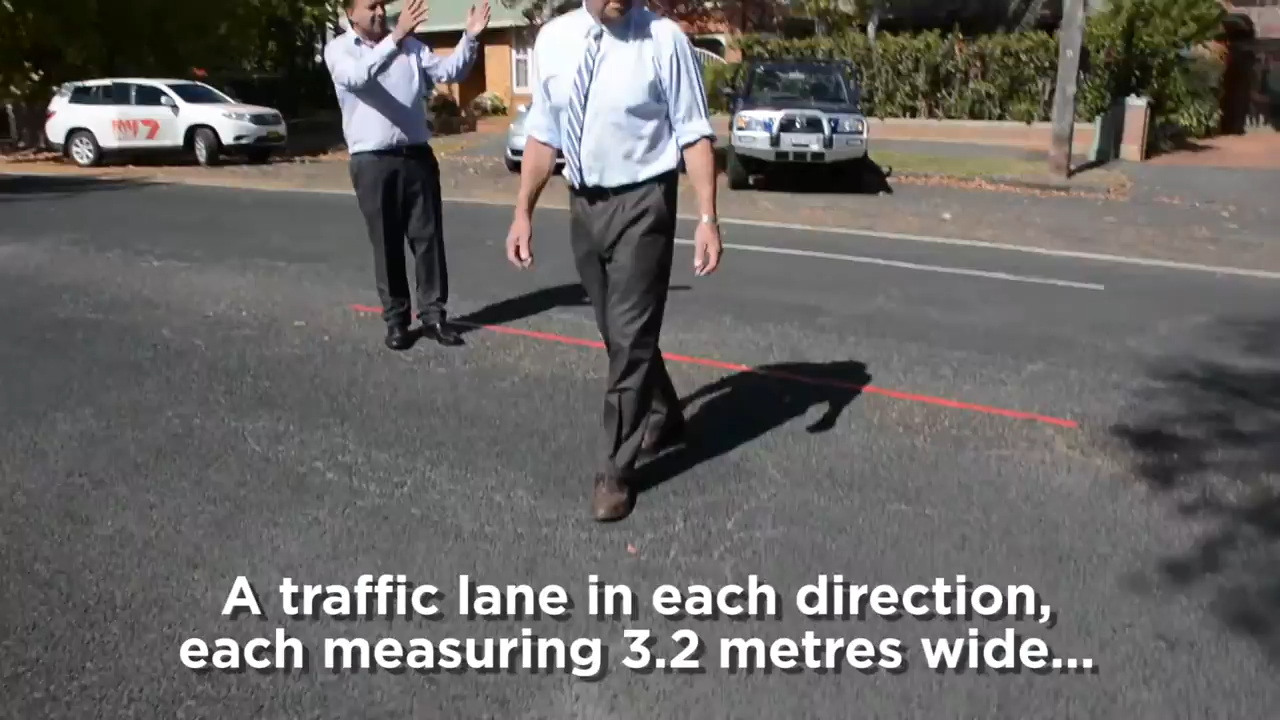 A traffic lane in each direction,
each measuring 3.2 metres wide...